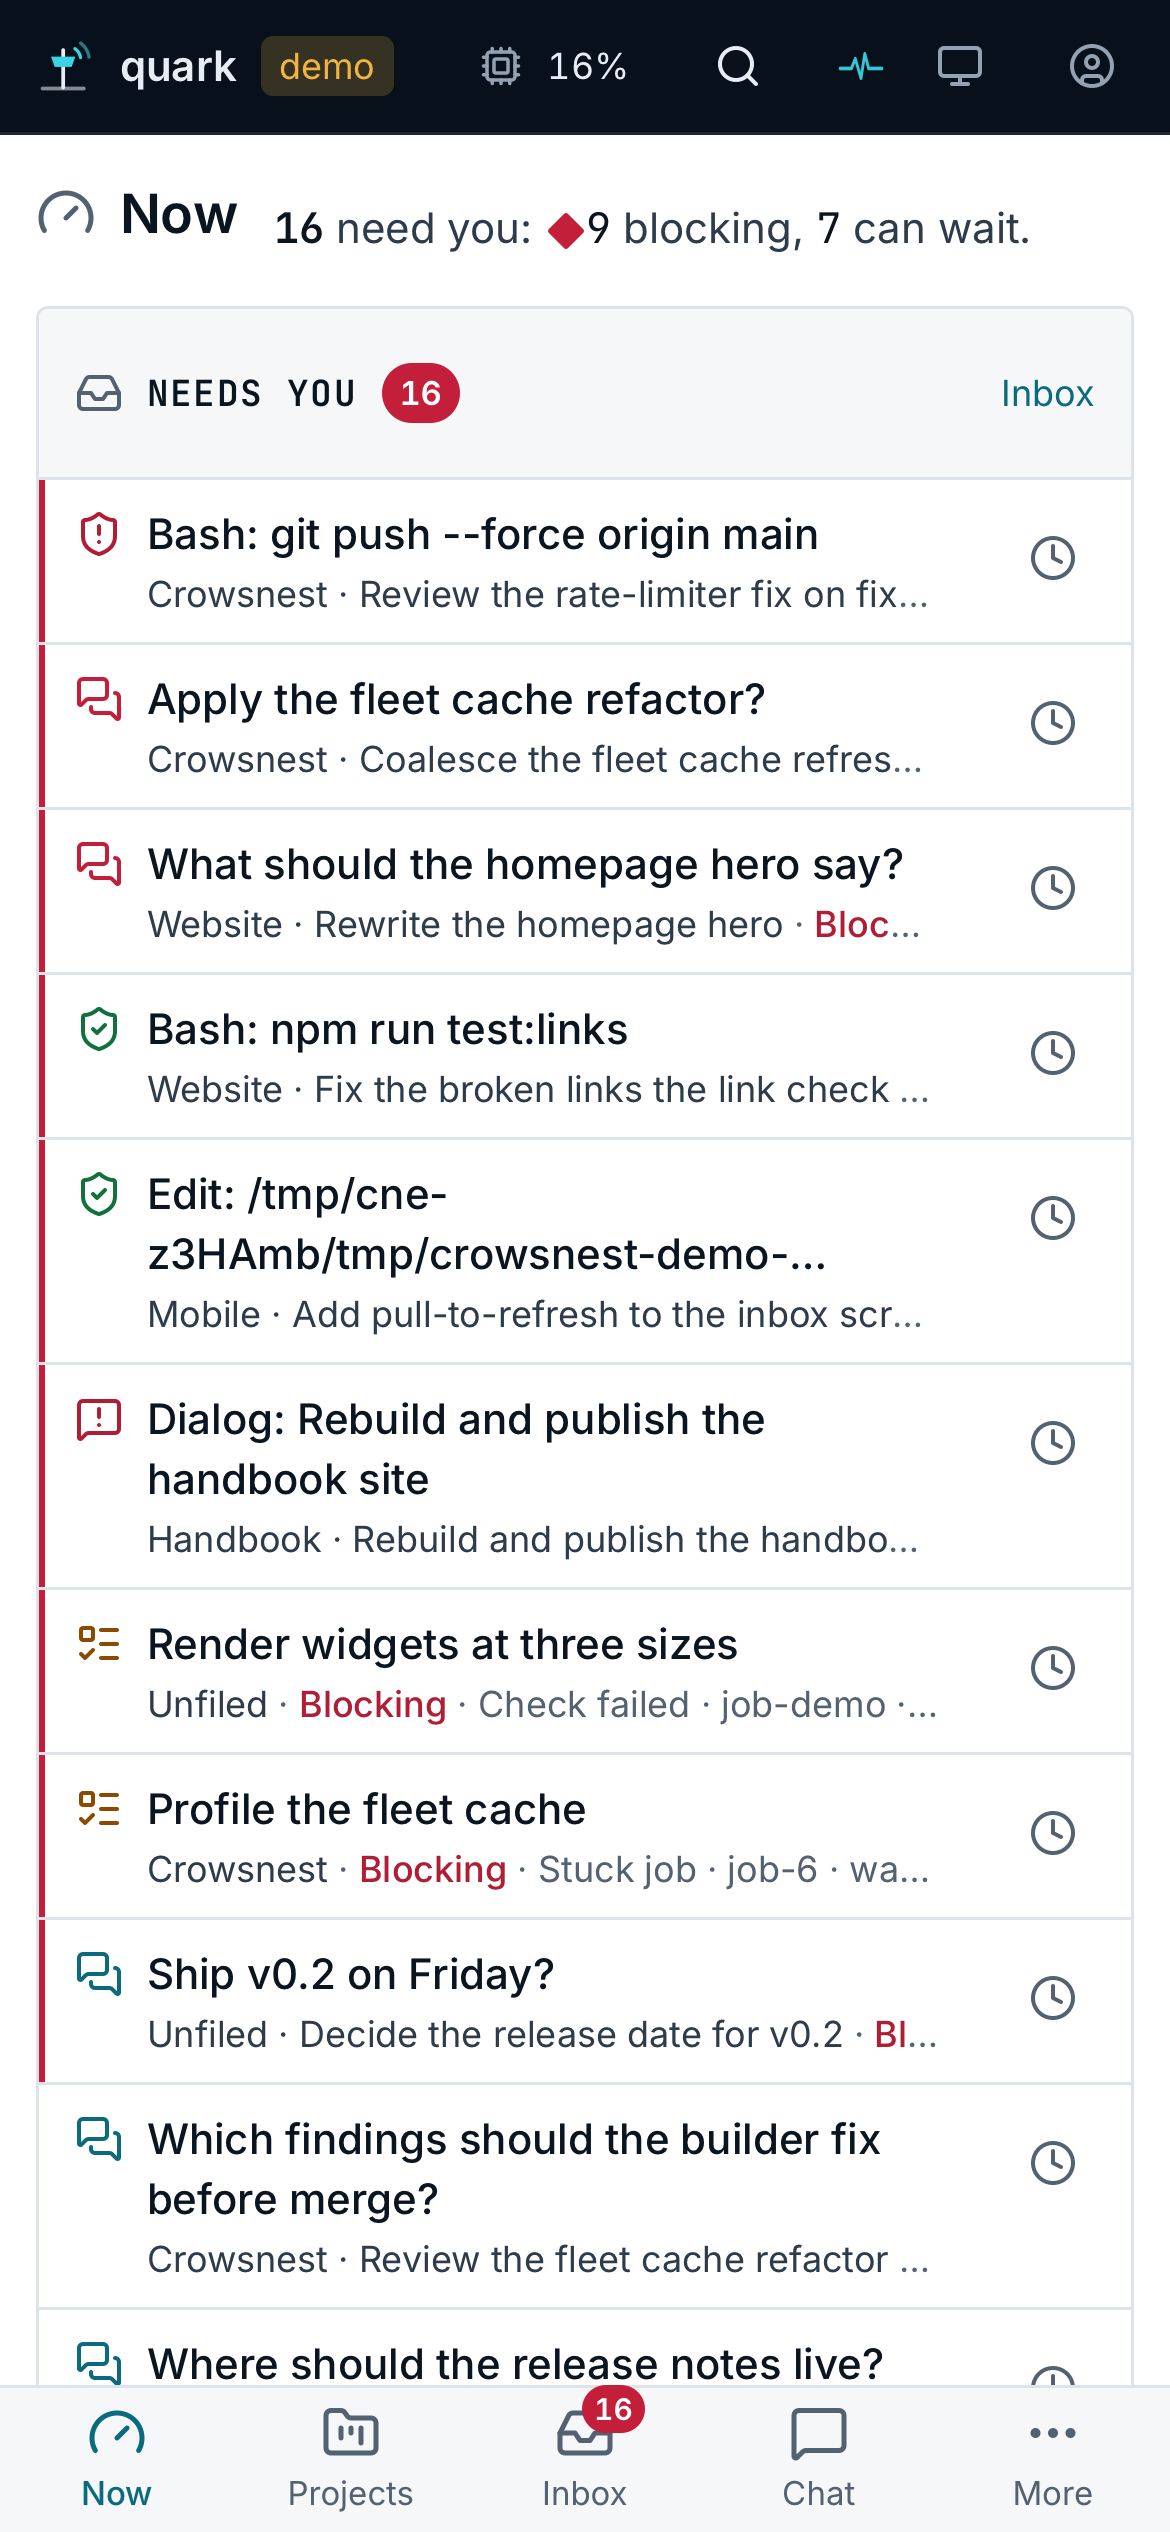 quark demo 16%
Now 16 need you: 9 blocking, 7 can wait.
NEEDS YOU 16 Inbox
Bash: git push --force origin main
Crowsnest · Review the rate-limiter fix on fix...
Apply the fleet cache refactor?
Crowsnest · Coalesce the fleet cache refres...
What should the homepage hero say?
Website · Rewrite the homepage hero · Bloc...
Bash: npm run test:links
Website · Fix the broken links the link check ...
Edit: /tmp/cne-
z3HAmb/tmp/crowsnest-demo-...
Mobile · Add pull-to-refresh to the inbox scr...
Dialog: Rebuild and publish the
handbook site
Handbook · Rebuild and publish the handbo...
Render widgets at three sizes
Unfiled · Blocking · Check failed · job-demo ·...
Profile the fleet cache
Crowsnest · Blocking · Stuck job · job-6 · wa...
Ship v0.2 on Friday?
Unfiled · Decide the release date for v0.2 · Bl...
Which findings should the builder fix
before merge?
Crowsnest · Review the fleet cache refactor ...
Where should the release notes live?
16
Now Projects Inbox Chat More